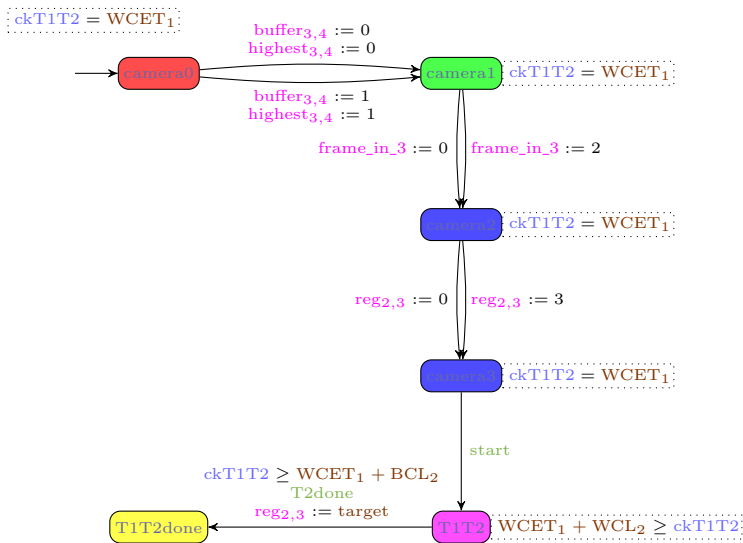 ckT1T2 = WCET₁
buffer₃,₄ := 0
highest₃,₄ := 0
camera0
camera1
ckT1T2 = WCET₁
buffer₃,₄ := 1
highest₃,₄ := 1
frame_in_3 := 0
frame_in_3 := 2
camera2
ckT1T2 = WCET₁
reg₂,₃ := 0
reg₂,₃ := 3
camera3
ckT1T2 = WCET₁
start
ckT1T2 ≥ WCET₁ + BCL₂
T2done
reg₂,₃ := target
T1T2done
T1T2
WCET₁ + WCL₂ ≥ ckT1T2